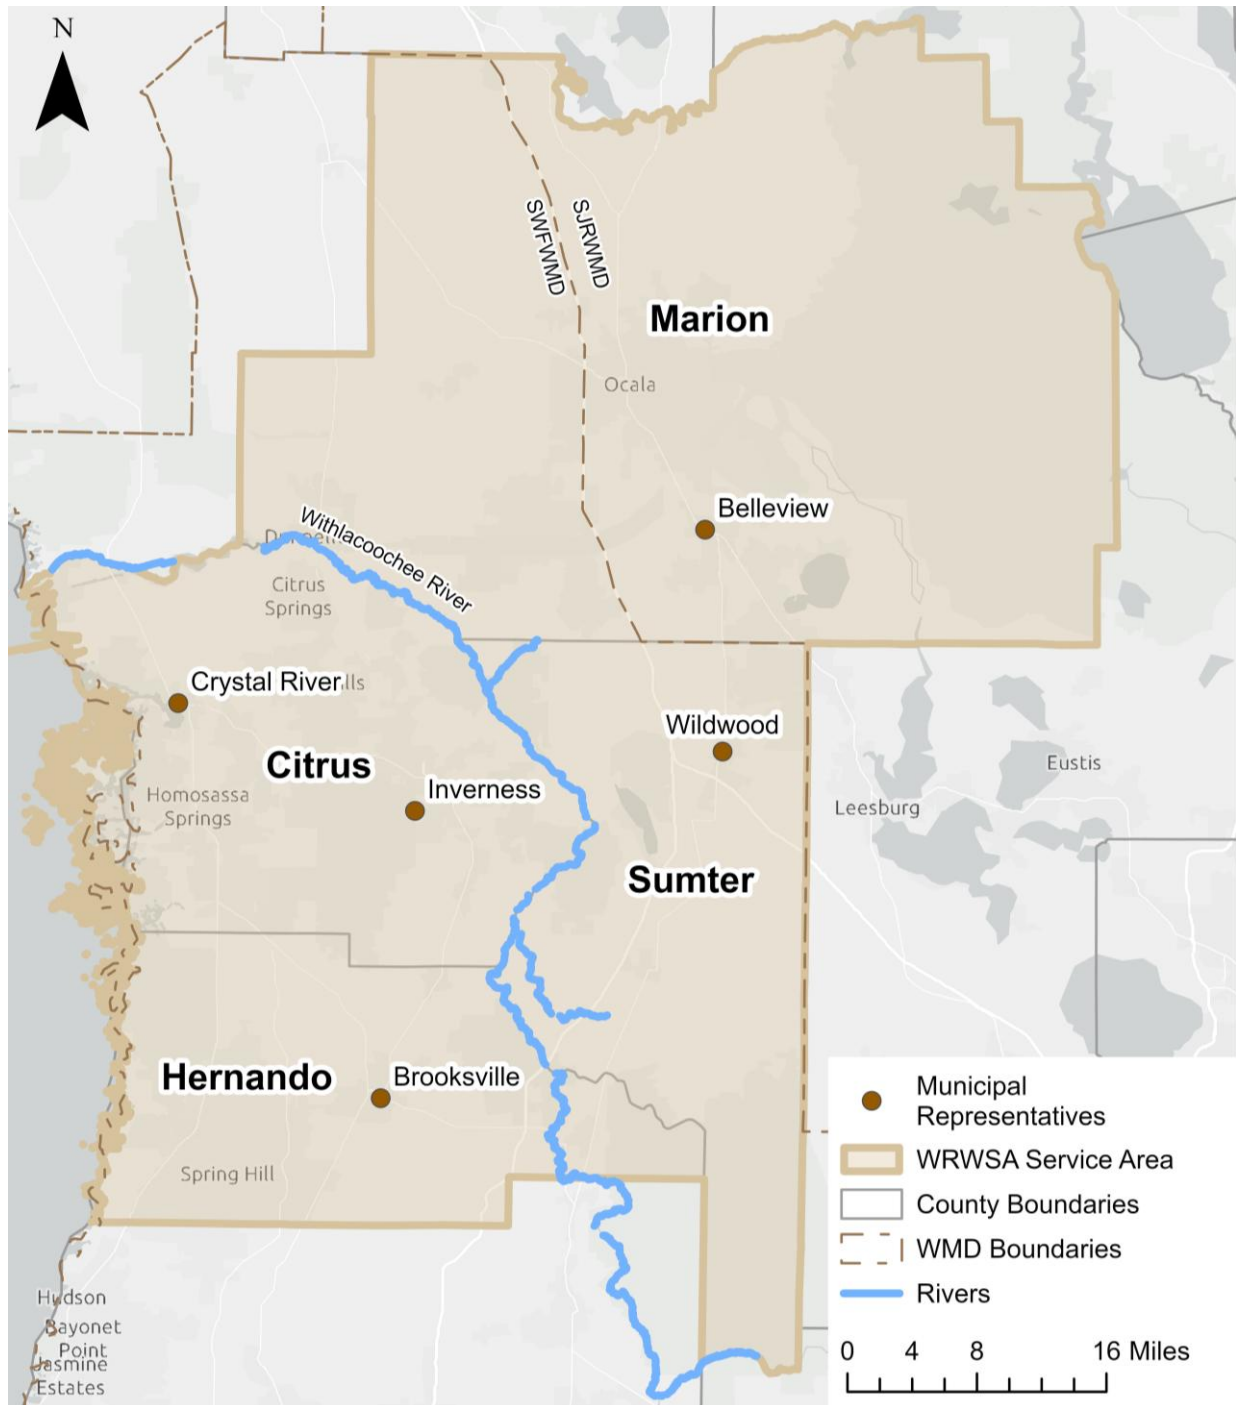 N
SWFWMD
SJRWMD
Marion
Ocala
Belleview
Withlacoochee River
Citrus
Springs
Crystal River
lls
Wildwood
Citrus
Inverness
Homosassa
Springs
Eustis
Leesburg
Sumter
Hernando
Brooksville
Spring Hill
Hudson
Bayonet
Point
Jasmine
Estates
Municipal
Representatives
WRWSA Service Area
County Boundaries
WMD Boundaries
Rivers
0 4 8 16 Miles